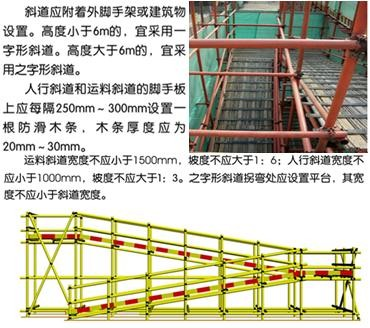 斜道应附着外脚手架或建筑物
设置。高度小于6m的，宜采用一
字形斜道。高度大于6m的，宜采
用之字形斜道。
人行斜道和运料斜道的脚手板
上应每隔250mm～300mm设置一
根防滑木条，木条厚度应为
20mm～30mm。
运料斜道宽度不应小于1500mm，坡度不应大于1：6；人行斜道宽度不
应小于1000mm，坡度不应大于1：3。之字形斜道拐弯处应设置平台，其宽
度不应小于斜道宽度。